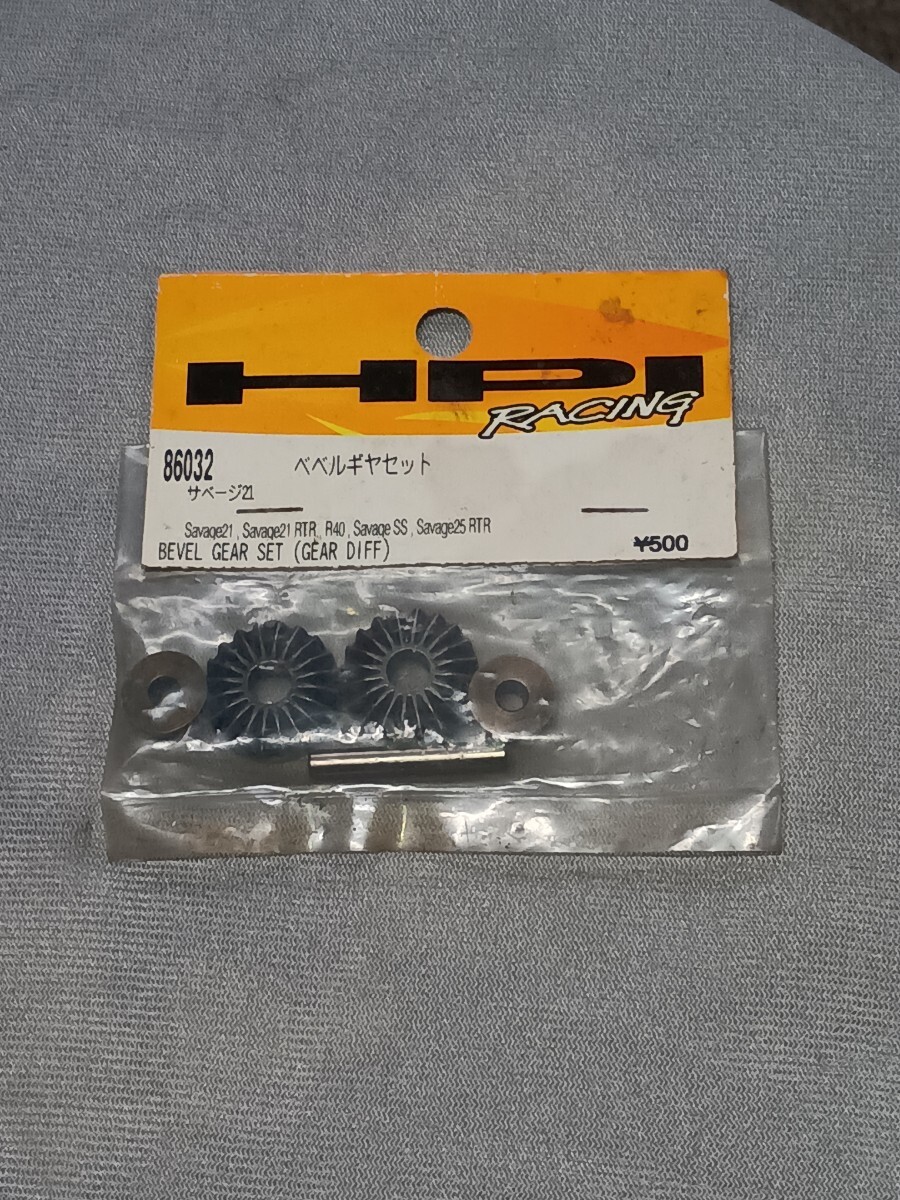 HPI
RACING
86032 ベベルギヤセット
サベージ21
Savage21 , Savage21 RTR , R40 , Savage SS , Savage25 RTR
BEVEL GEAR SET (GEAR DIFF) ¥500